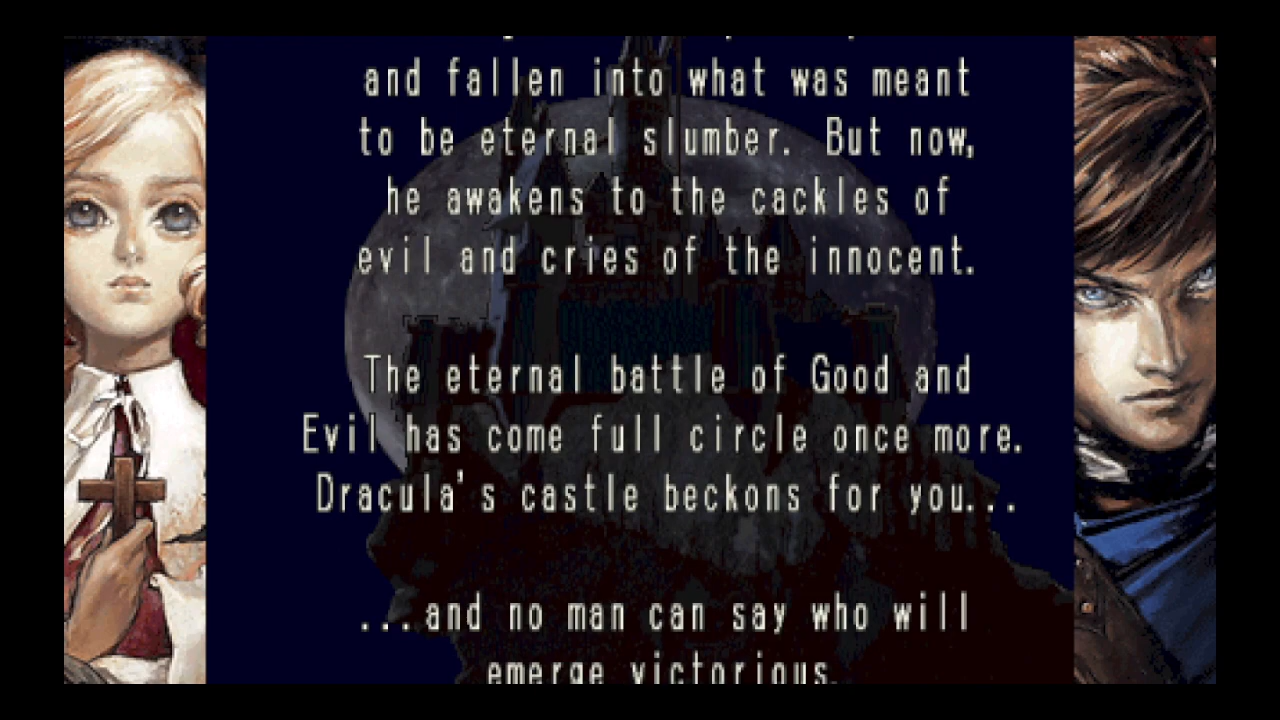 and fallen into what was meant
to be eternal slumber. But now,
he awakens to the cackles of
evil and cries of the innocent.
The eternal battle of Good and
Evil has come full circle once more.
Dracula's castle beckons for you...
...and no man can say who will
emerge victorious.